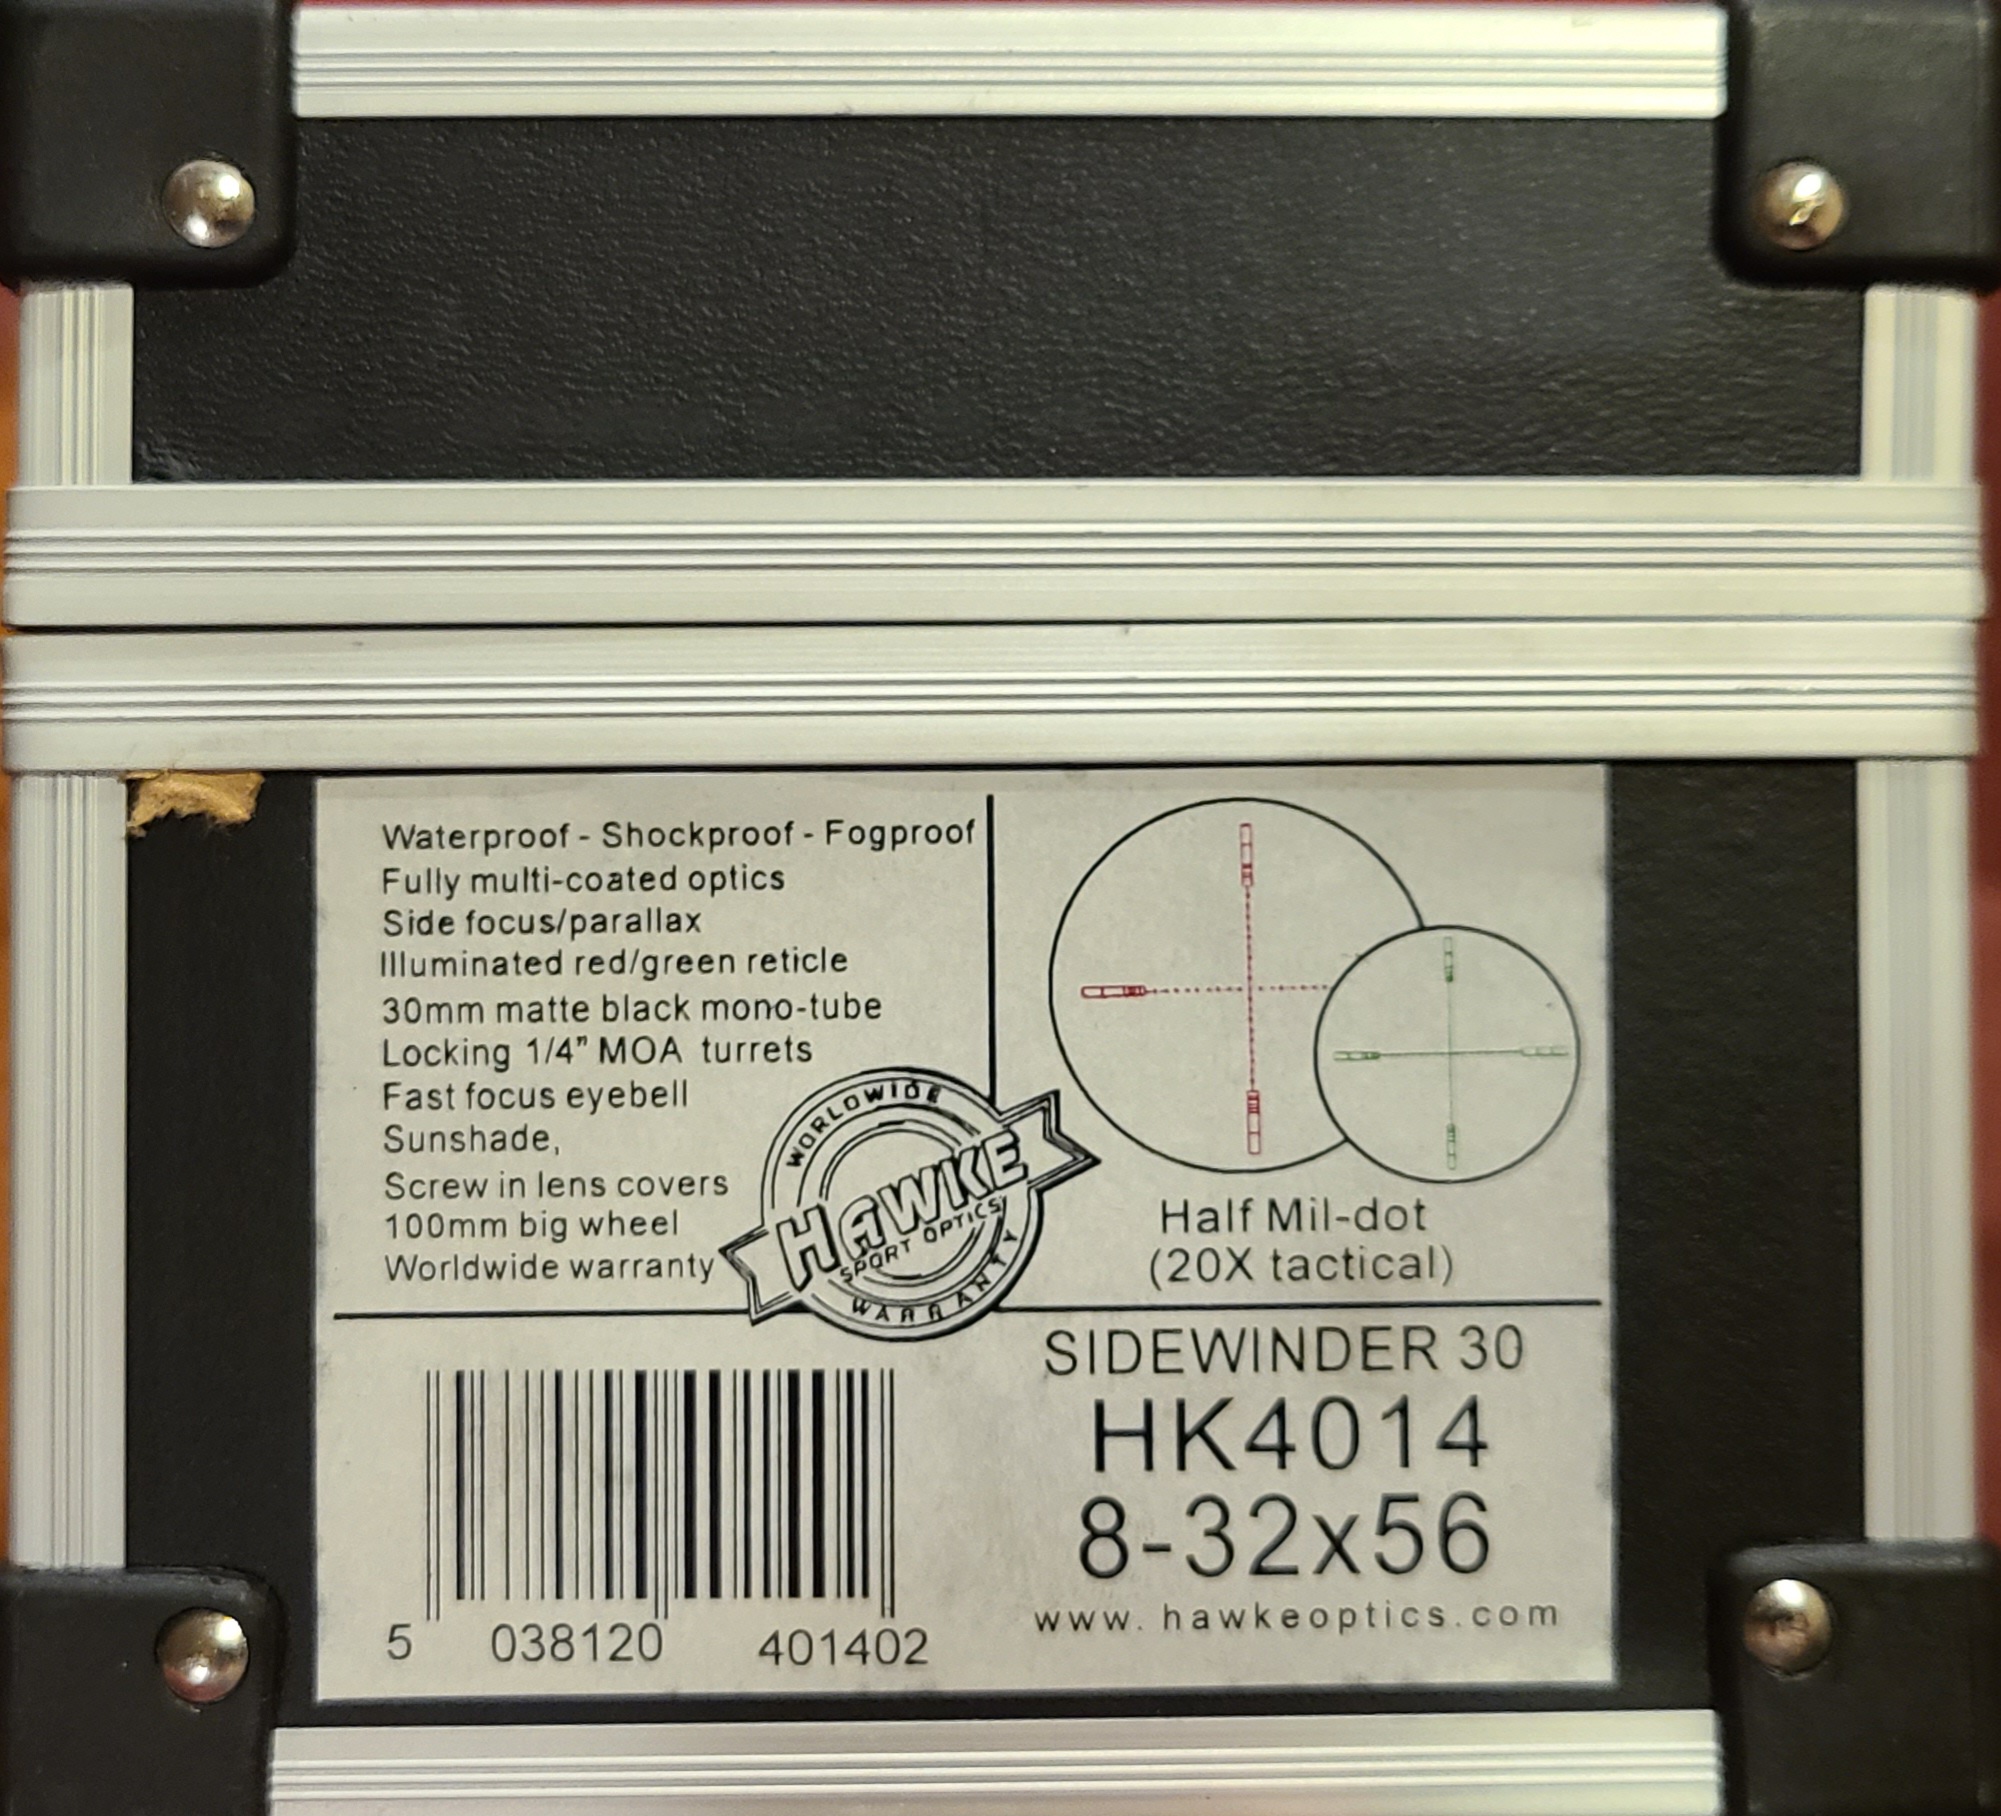 Waterproof - Shockproof - Fogproof
Fully multi-coated optics
Side focus/parallax
Illuminated red/green reticle
30mm matte black mono-tube
Locking 1/4" MOA turrets
Fast focus eyebell
Sunshade,
Screw in lens covers
100mm big wheel
Worldwide warranty
WORLDWIDE
HAWKE
SPORT OPTICS
WARRANTY
Half Mil-dot
(20X tactical)
SIDEWINDER 30
HK4014
8-32x56
www. hawkeoptics.com
5 038120 401402